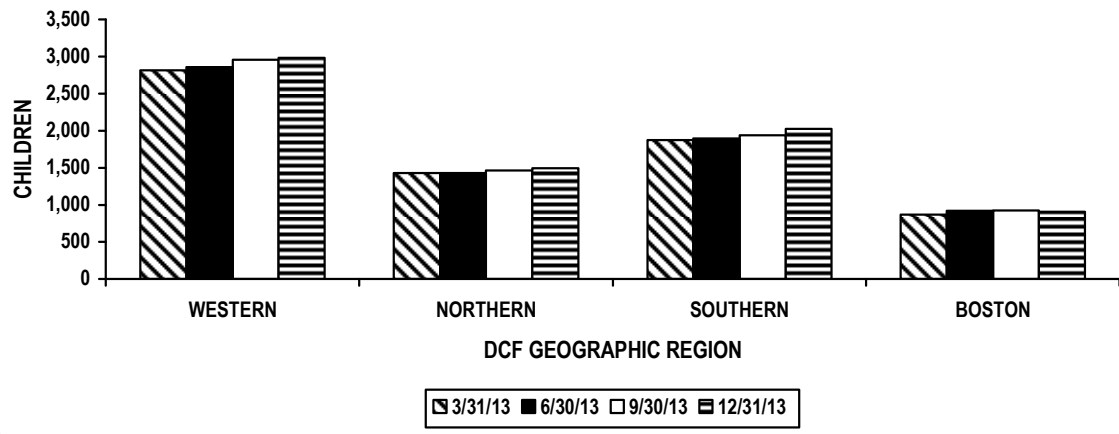 3,500
3,000
2,500
2,000
1,500
1,000
500
0
CHILDREN
WESTERN NORTHERN SOUTHERN BOSTON
DCF GEOGRAPHIC REGION
3/31/13 6/30/13 9/30/13 12/31/13